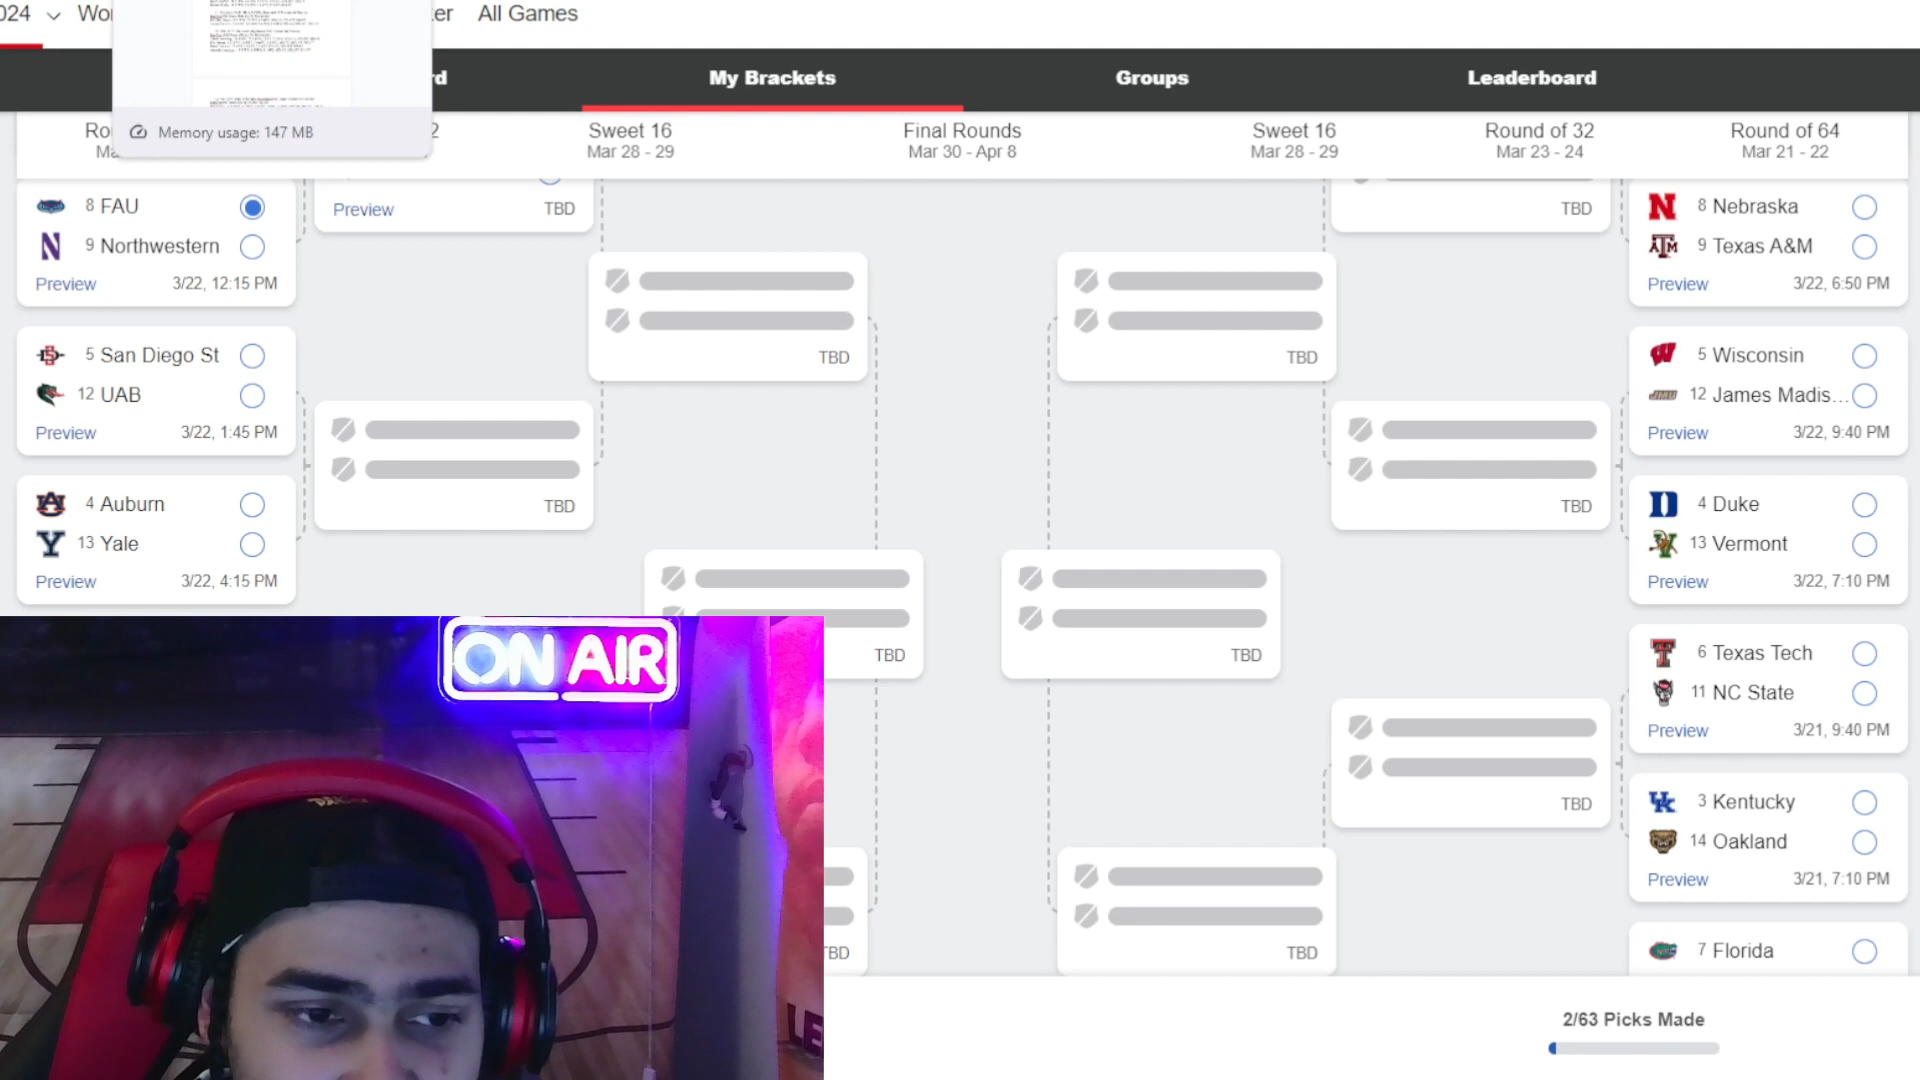 024 Wo er All Games
rd My Brackets Groups Leaderboard
Memory usage: 147 MB
Ro 2 Sweet 16 Final Rounds Sweet 16 Round of 32 Round of 64
Ma Mar 28 - 29 Mar 30 - Apr 8 Mar 28 - 29 Mar 23 - 24 Mar 21 - 22
8 FAU
9 Northwestern
Preview 3/22, 12:15 PM
5 San Diego St
12 UAB
Preview 3/22, 1:45 PM
4 Auburn
13 Yale
Preview 3/22, 4:15 PM
Preview TBD
TBD
TBD
TBD
TBD
TBD
TBD
TBD
TBD
TBD
TBD
TBD
8 Nebraska
9 Texas A&M
Preview 3/22, 6:50 PM
5 Wisconsin
12 James Madis...
Preview 3/22, 9:40 PM
4 Duke
13 Vermont
Preview 3/22, 7:10 PM
6 Texas Tech
11 NC State
Preview 3/21, 9:40 PM
3 Kentucky
14 Oakland
Preview 3/21, 7:10 PM
7 Florida
2/63 Picks Made
ON AIR
LE